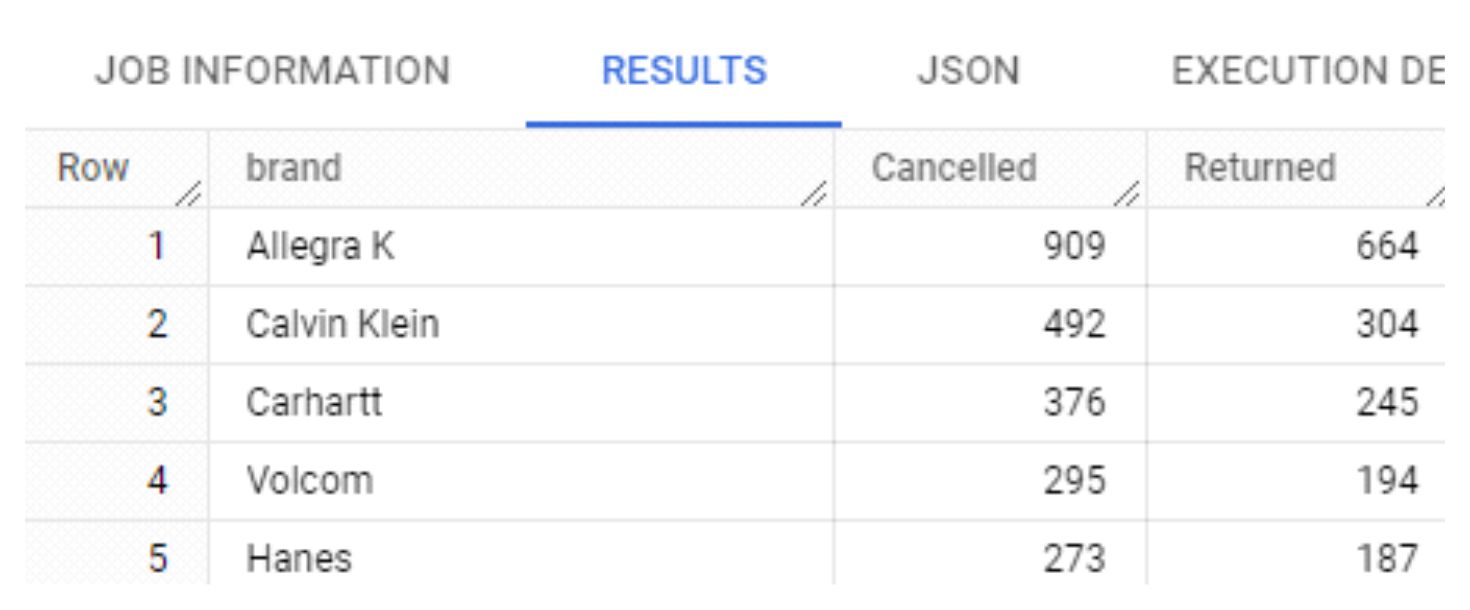 JOB INFORMATION RESULTS JSON EXECUTION DE
Row brand Cancelled Returned
1 Allegra K 909 664
2 Calvin Klein 492 304
3 Carhartt 376 245
4 Volcom 295 194
5 Hanes 273 187